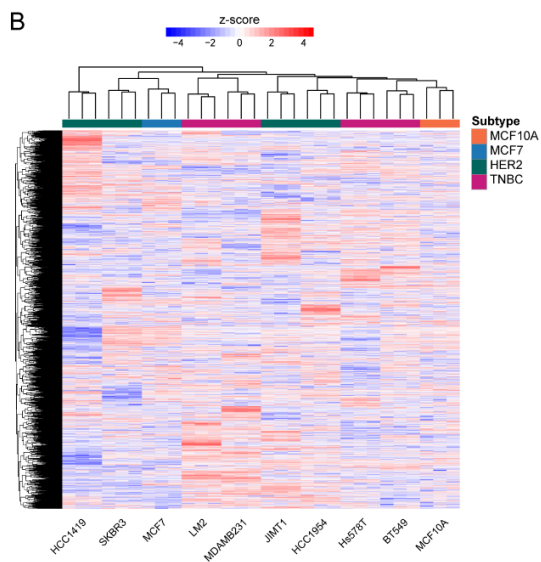 B
z-score
−4 −2 0 2 4
Subtype
MCF10A
MCF7
HER2
TNBC
HCC1419 SKBR3 MCF7 LM2 MDAMB231 JIMT1 HCC1954 Hs578T BT549 MCF10A